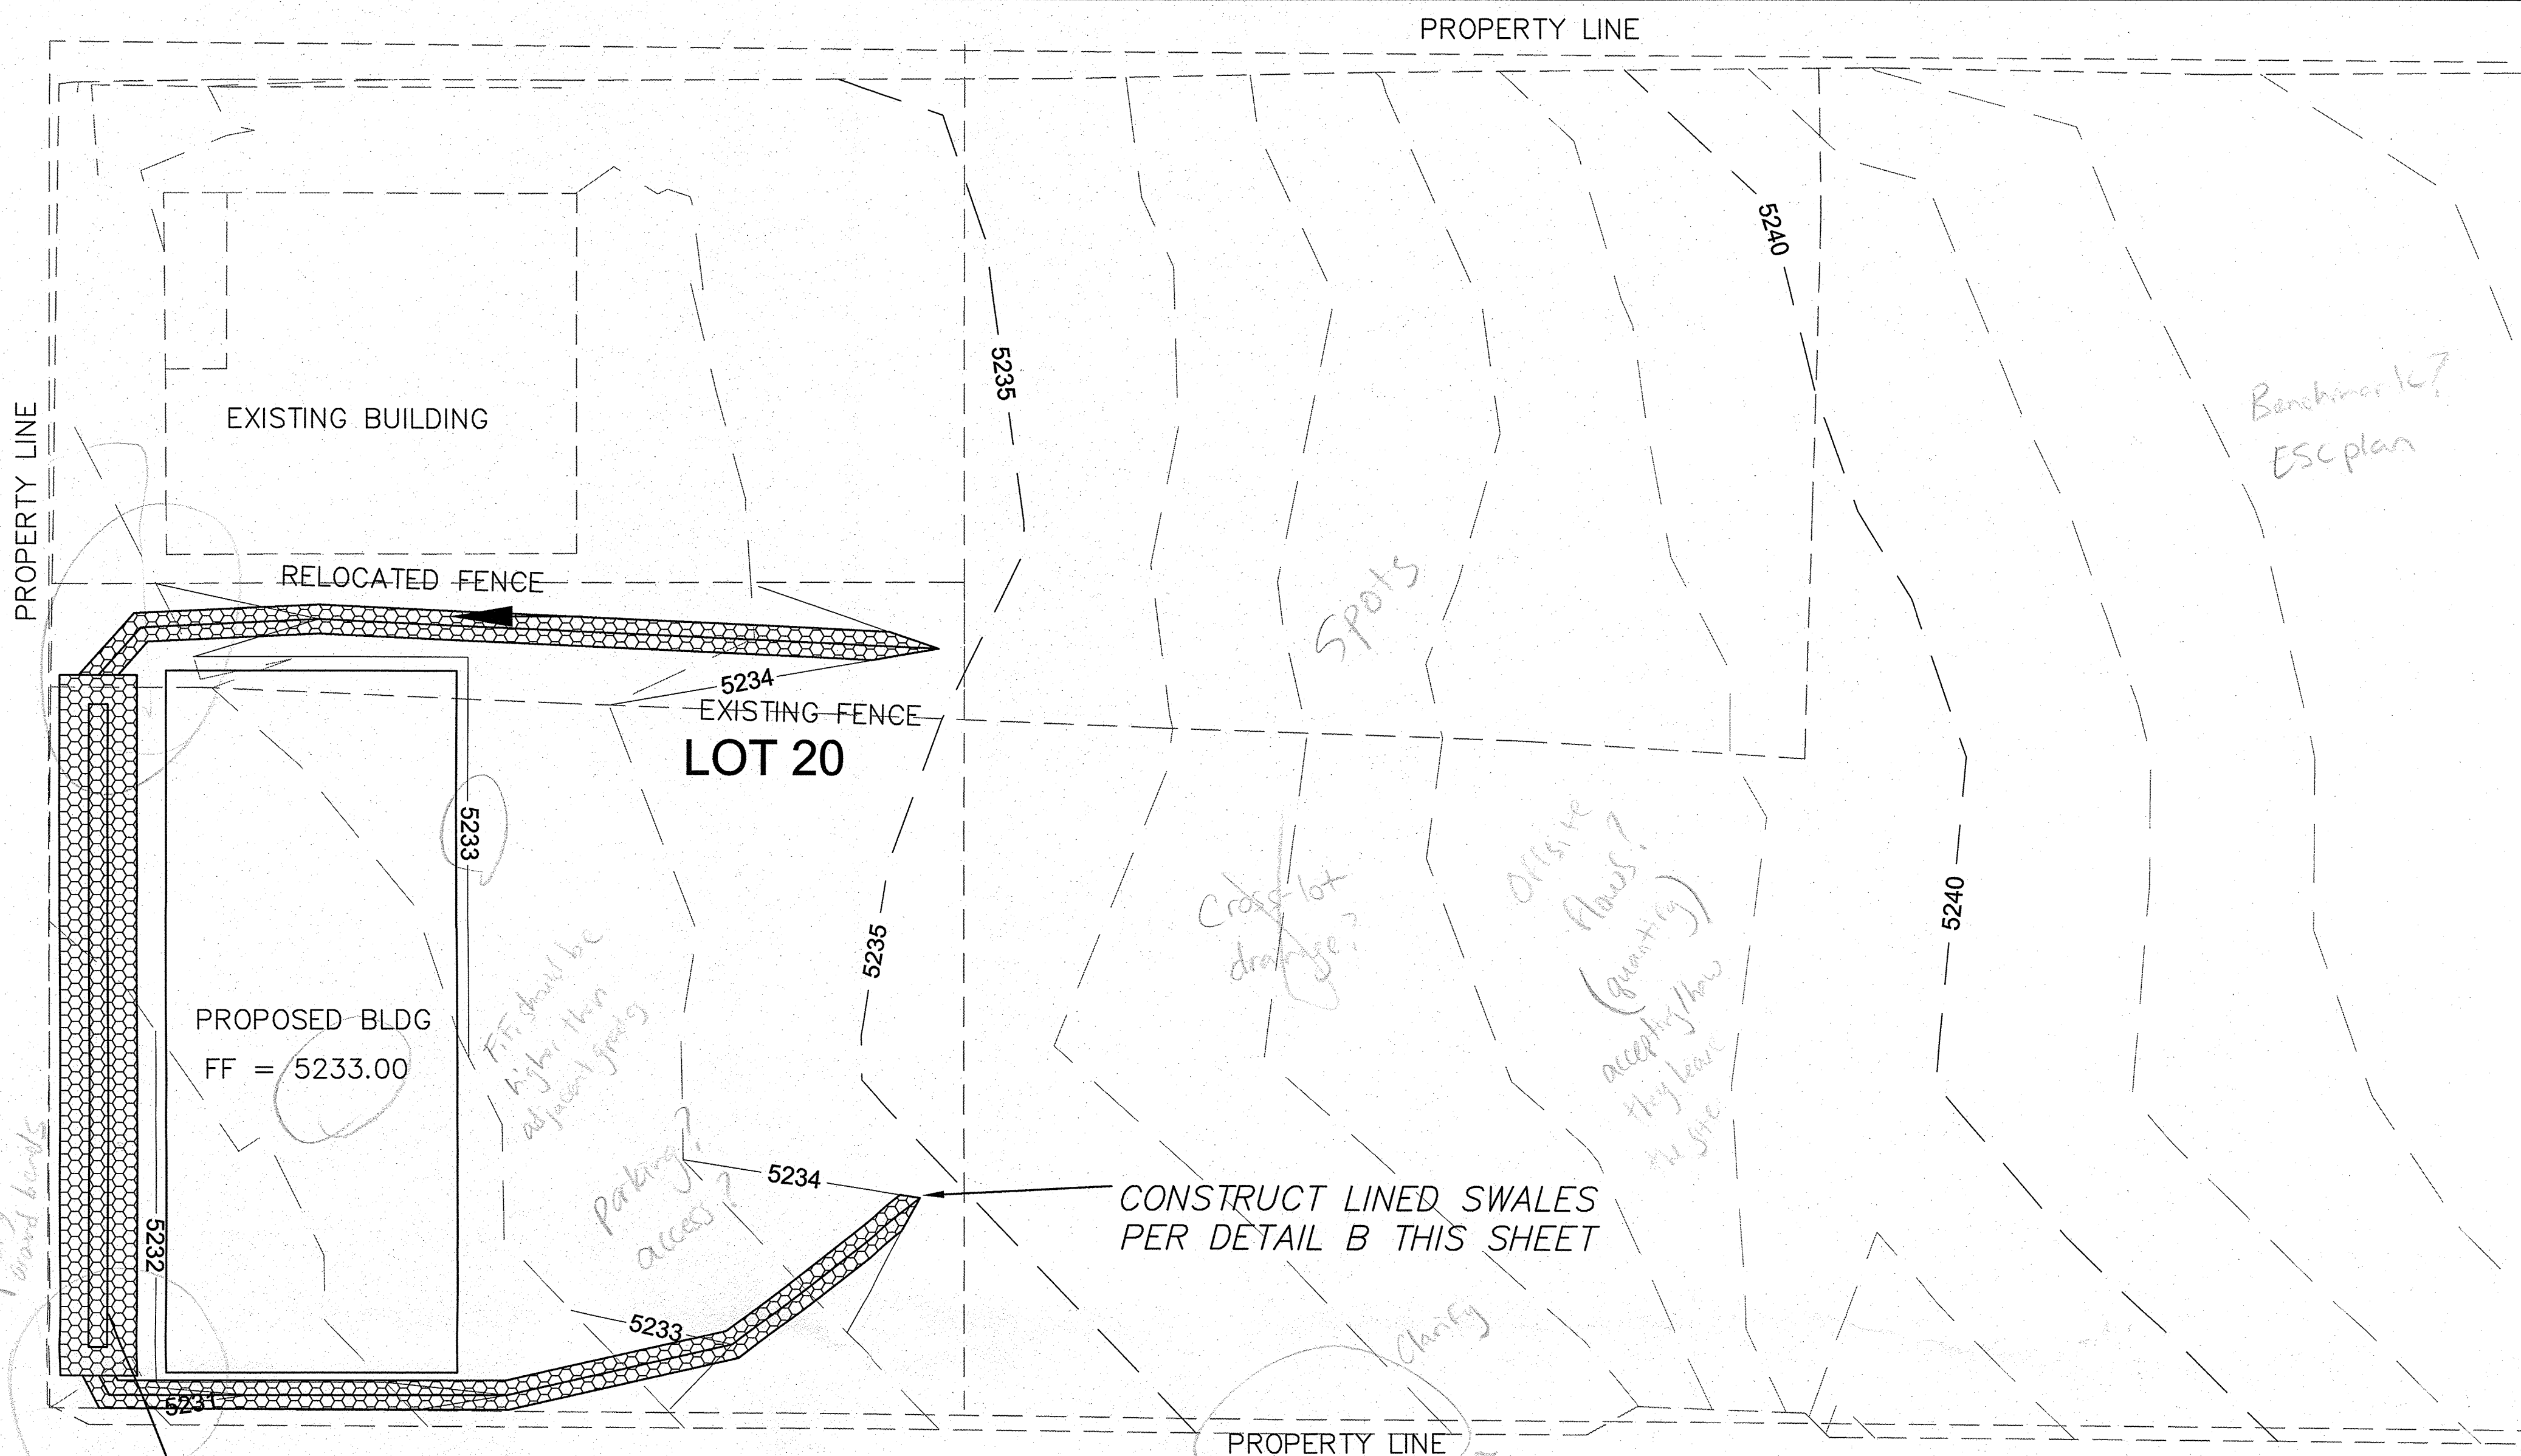 PROPERTY LINE
5240
5235
Benchmark?
ESC plan
PROPERTY LINE
EXISTING BUILDING
RELOCATED FENCE
Spots
5234
EXISTING FENCE
LOT 20
5233
Offsite
flows?
(quantity)
accepting/how
they leave
the site
Cross-lot
drainage?
5240
5235
F.F. should be
higher than
adjacent grades
PROPOSED BLDG
FF = 5233.00
parking?
access?
5234
CONSTRUCT LINED SWALES
PER DETAIL B THIS SHEET
around bends
5232
5233
Clarify
5231
PROPERTY LINE